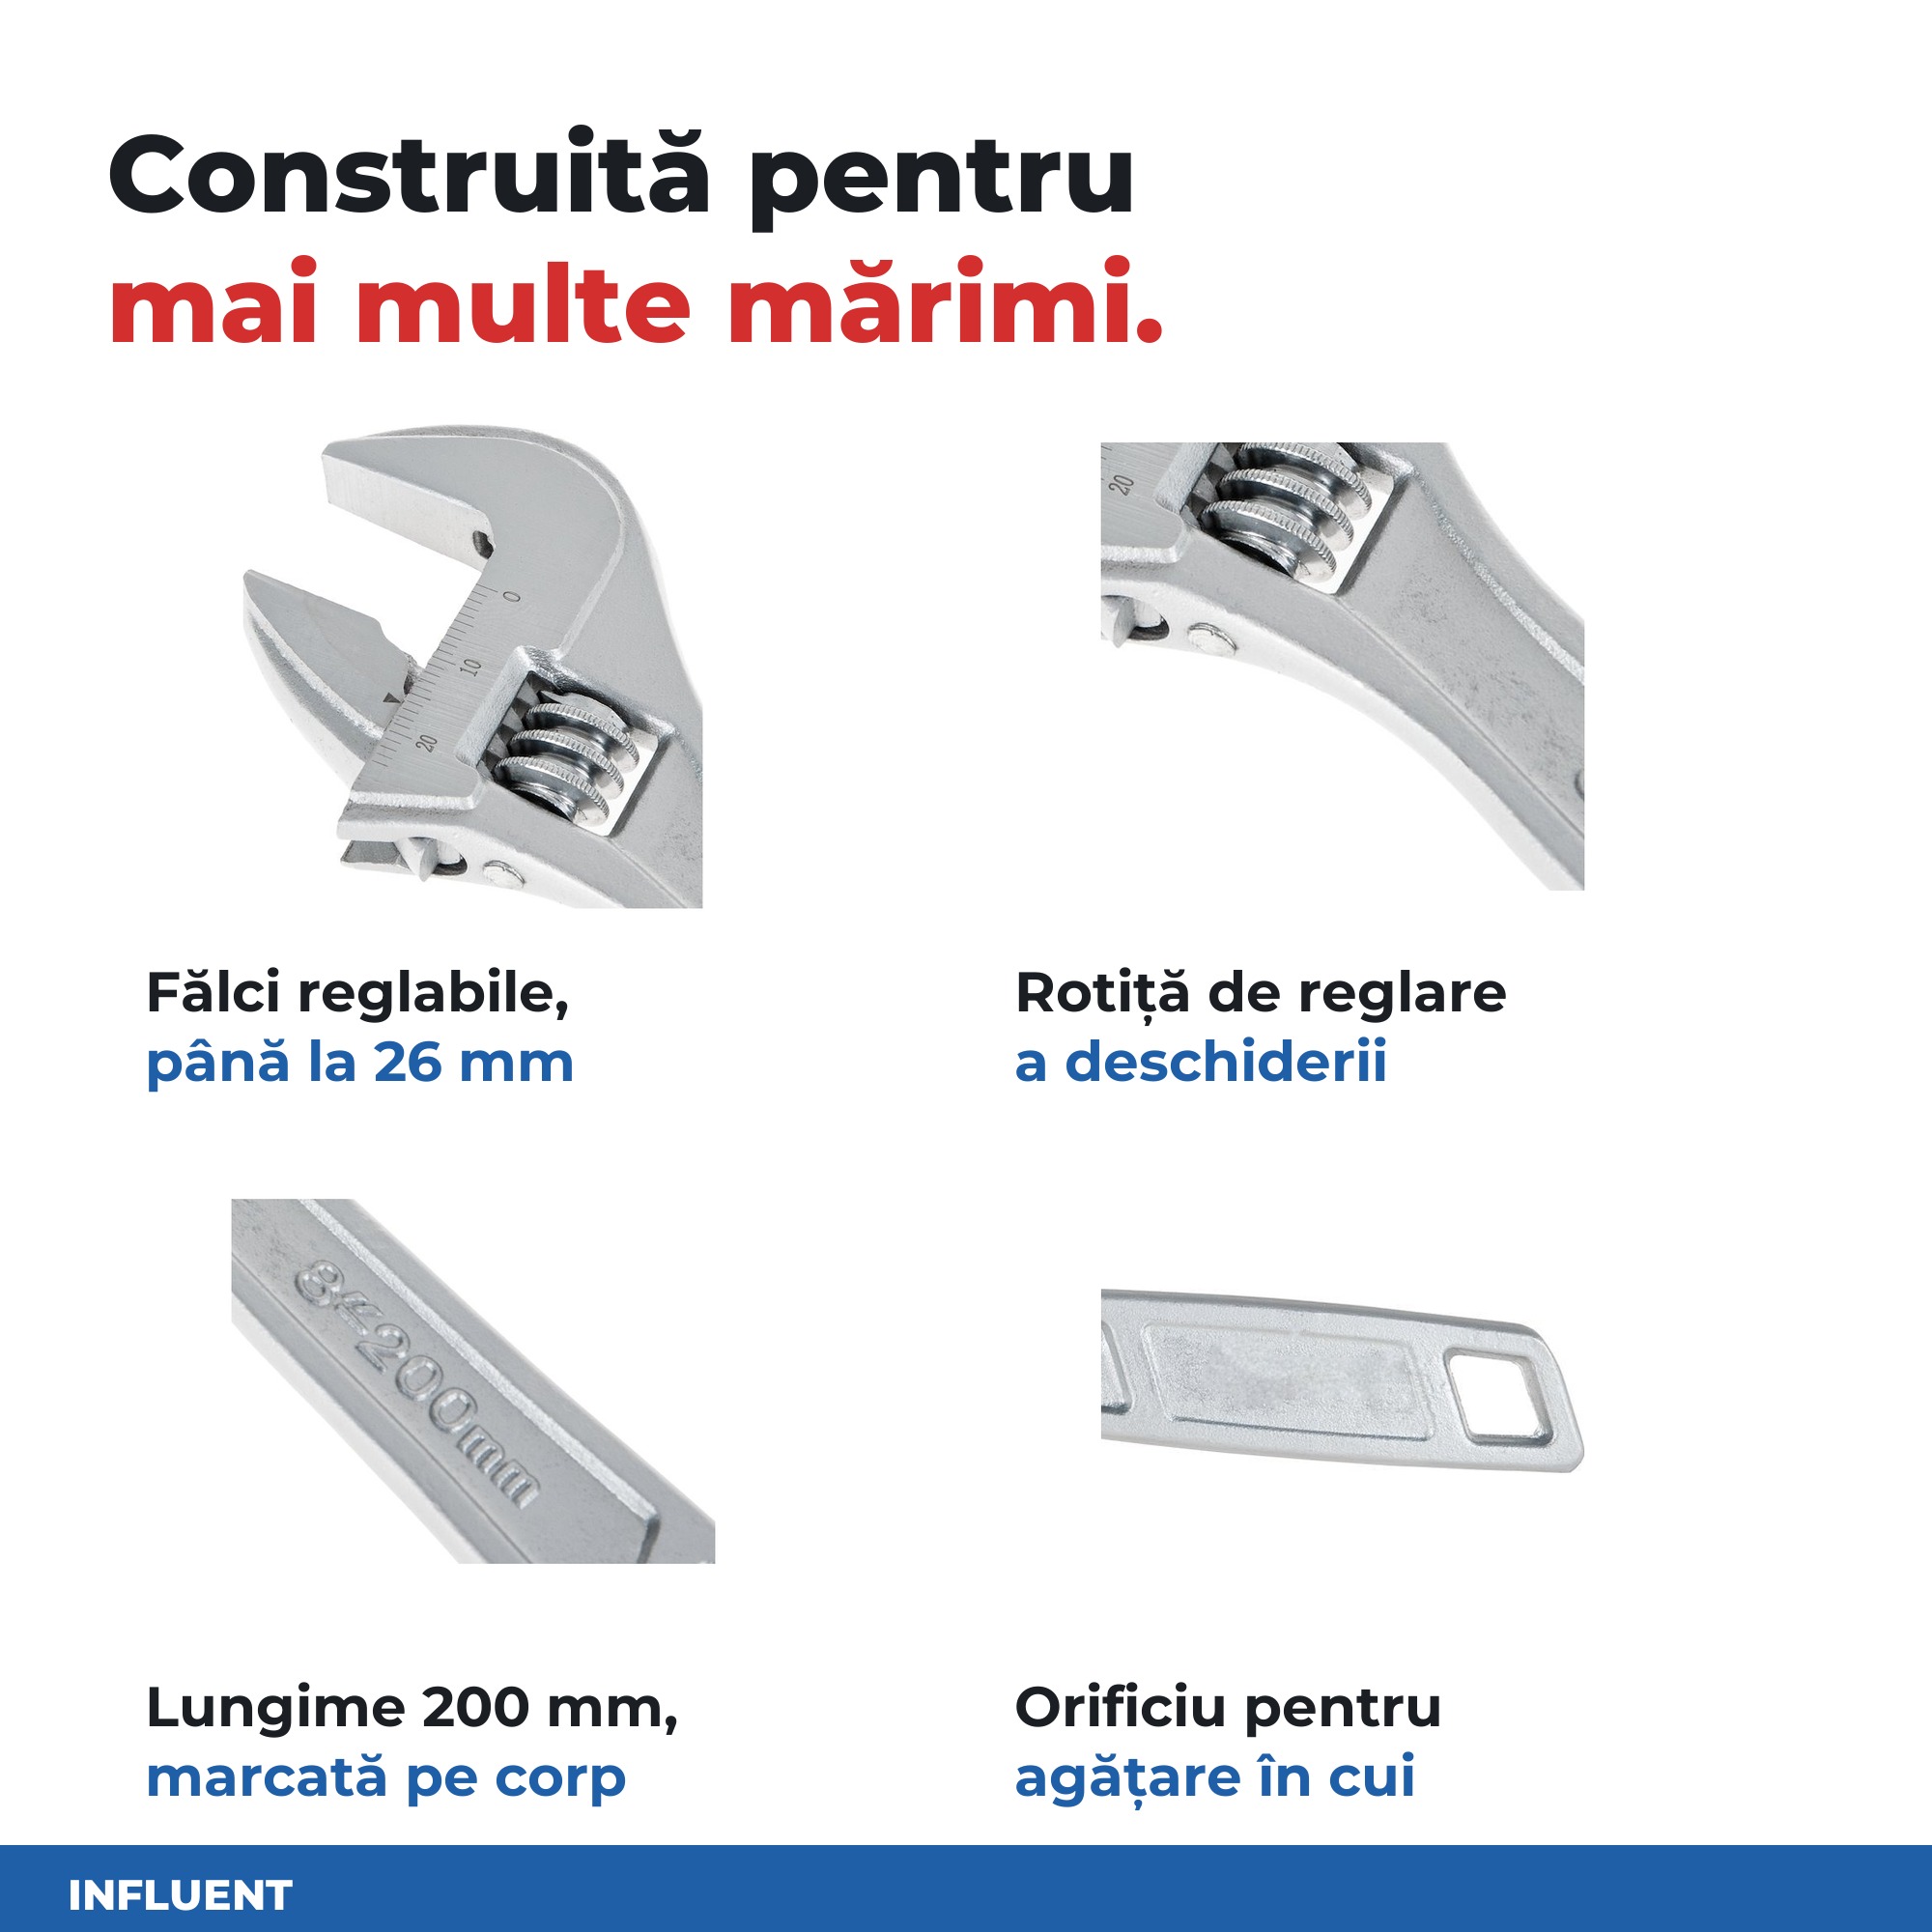 Construită pentru
mai multe mărimi.
0
10
20
20
Fălci reglabile,
până la 26 mm
Rotiță de reglare
a deschiderii
8"-200mm
Lungime 200 mm,
marcată pe corp
Orificiu pentru
agățare în cui
INFLUENT